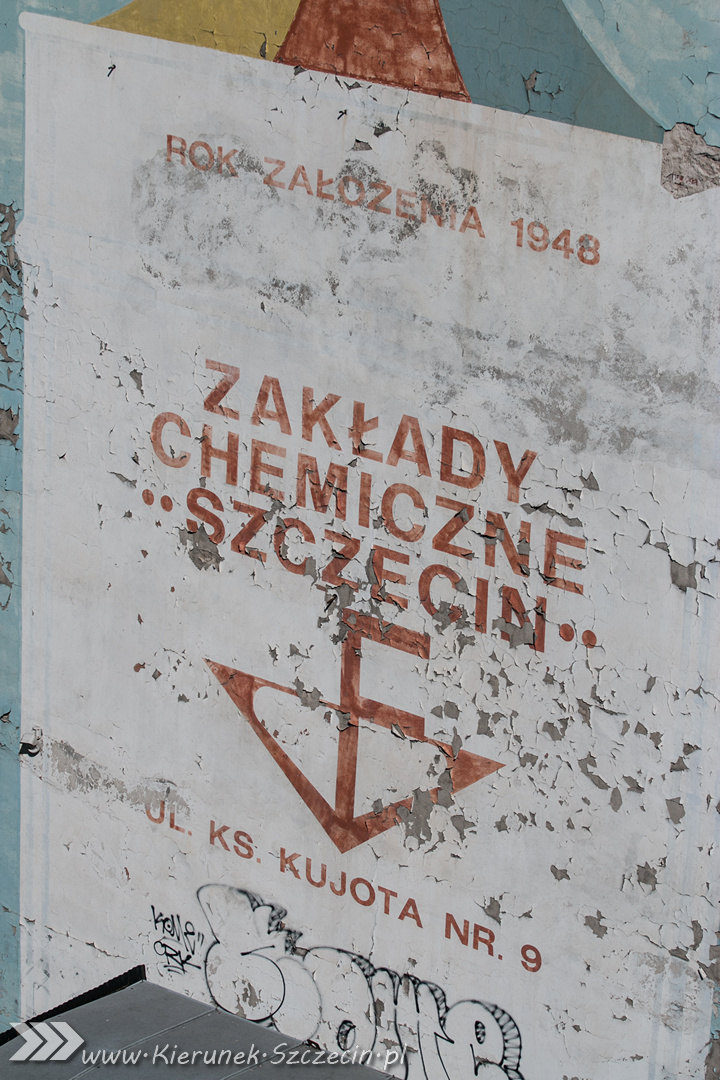 ROK ZAŁOŻENIA 1948
ZAKŁADY
CHEMICZNE
„SZCZECIN”
UL. KS. KUJOTA NR. 9
www.Kierunek.Szczecin.pl